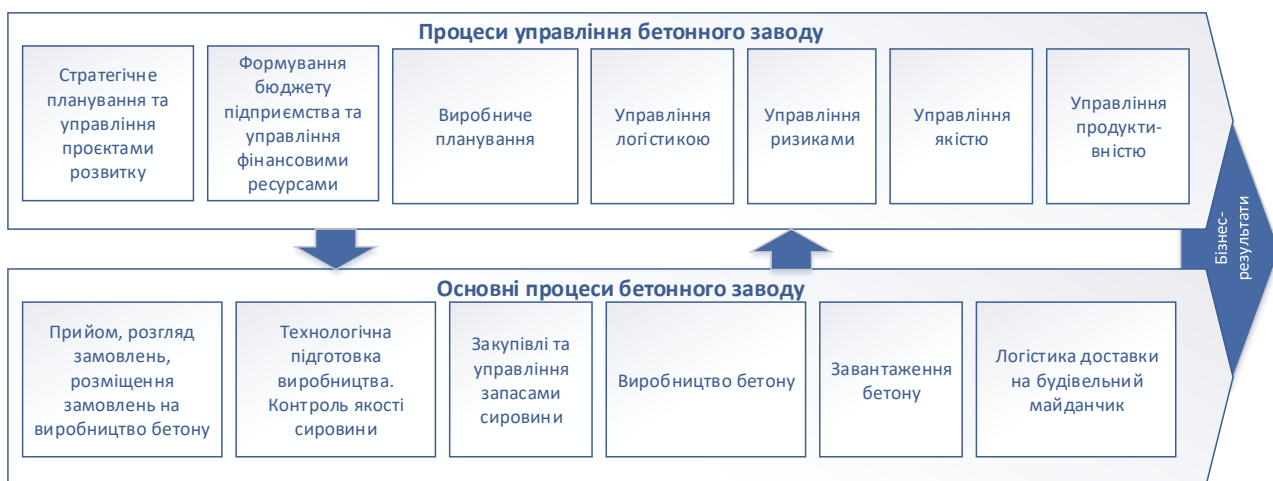 Процеси управління бетонного заводу
Стратегічне
планування та
управління
проєктами
розвитку
Формування
бюджету
підприємства та
управління
фінансовими
ресурсами
Виробниче
планування
Управління
логістикою
Управління
ризиками
Управління
якістю
Управління
продукти-
вністю
Бізнес-
результати
Основні процеси бетонного заводу
Прийом, розгляд
замовлень,
розміщення
замовлень на
виробництво бетону
Технологічна
підготовка
виробництва.
Контроль якості
сировини
Закупівлі та
управління
запасами
сировини
Виробництво бетону
Завантаження
бетону
Логістика доставки
на будівельний
майданчик